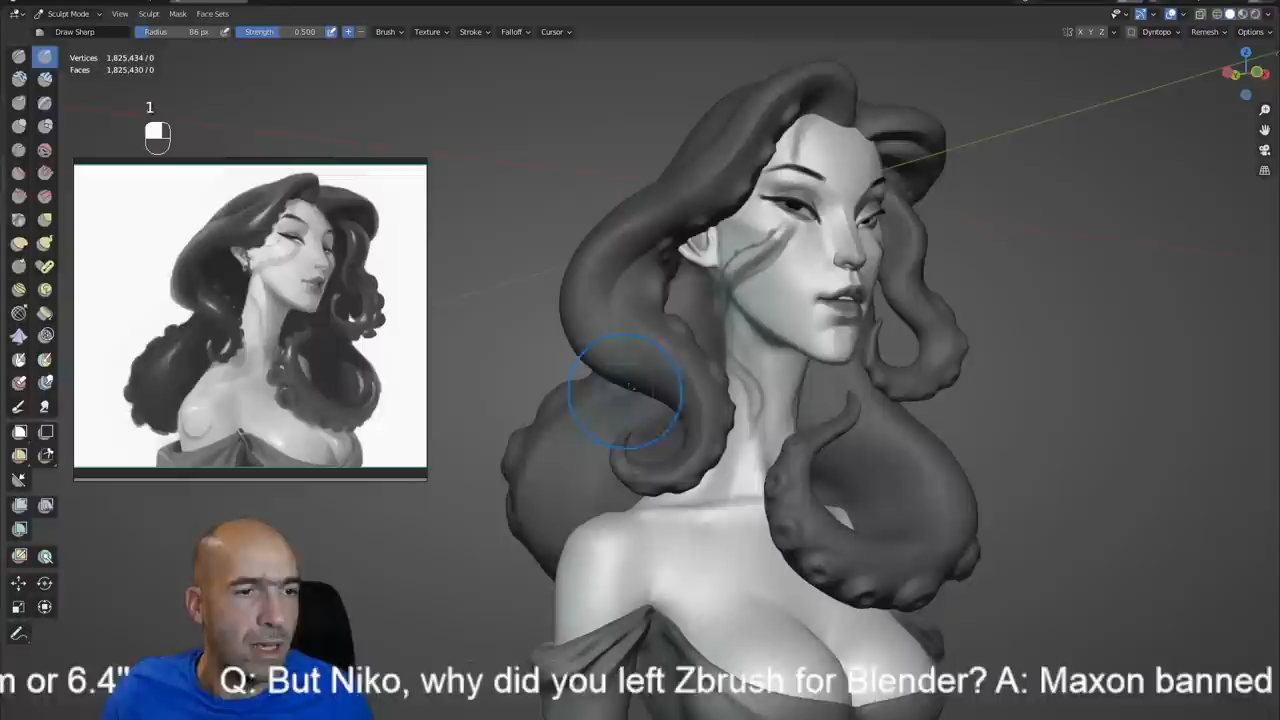 Sculpt Mode View Sculpt Mask Face Sets
Draw Sharp Radius 86 px Strength 0.500 + − Brush Texture Stroke Falloff Cursor X Y Z Dyntopo Remesh Options
Vertices 1,825,434 / 0
Faces 1,825,430 / 0
1
Z
Y X
m or 6.4" Q: But Niko, why did you left Zbrush for Blender? A: Maxon banned